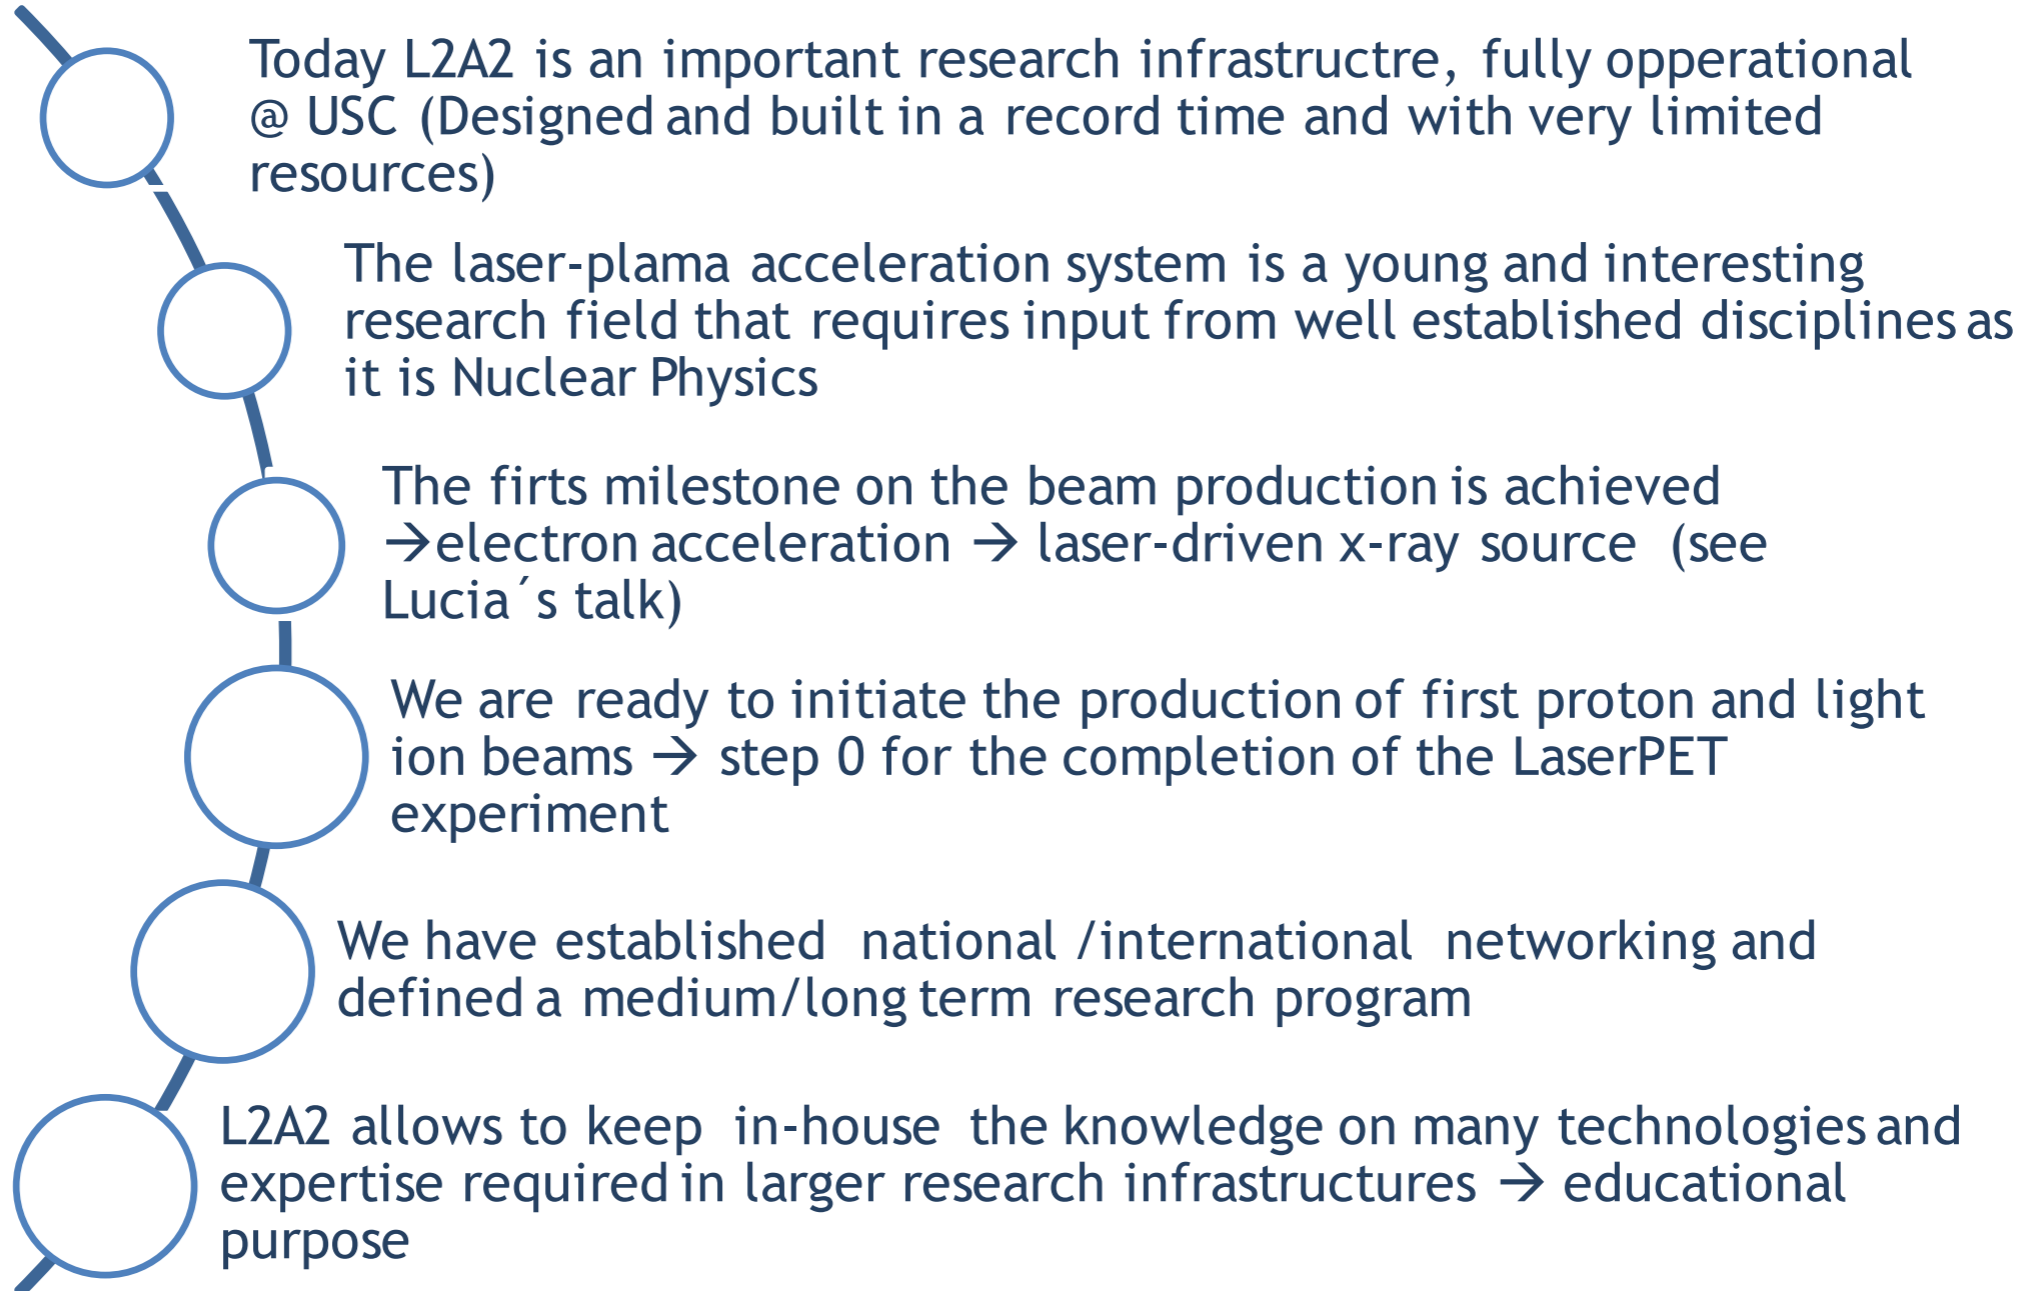 Today L2A2 is an important research infrastructre, fully opperational
@ USC (Designed and built in a record time and with very limited
resources)
The laser-plama acceleration system is a young and interesting
research field that requires input from well established disciplines as
it is Nuclear Physics
The firts milestone on the beam production is achieved
→electron acceleration → laser-driven x-ray source (see
Lucia´s talk)
We are ready to initiate the production of first proton and light
ion beams → step 0 for the completion of the LaserPET
experiment
We have established national /international networking and
defined a medium/long term research program
L2A2 allows to keep in-house the knowledge on many technologies and
expertise required in larger research infrastructures → educational
purpose